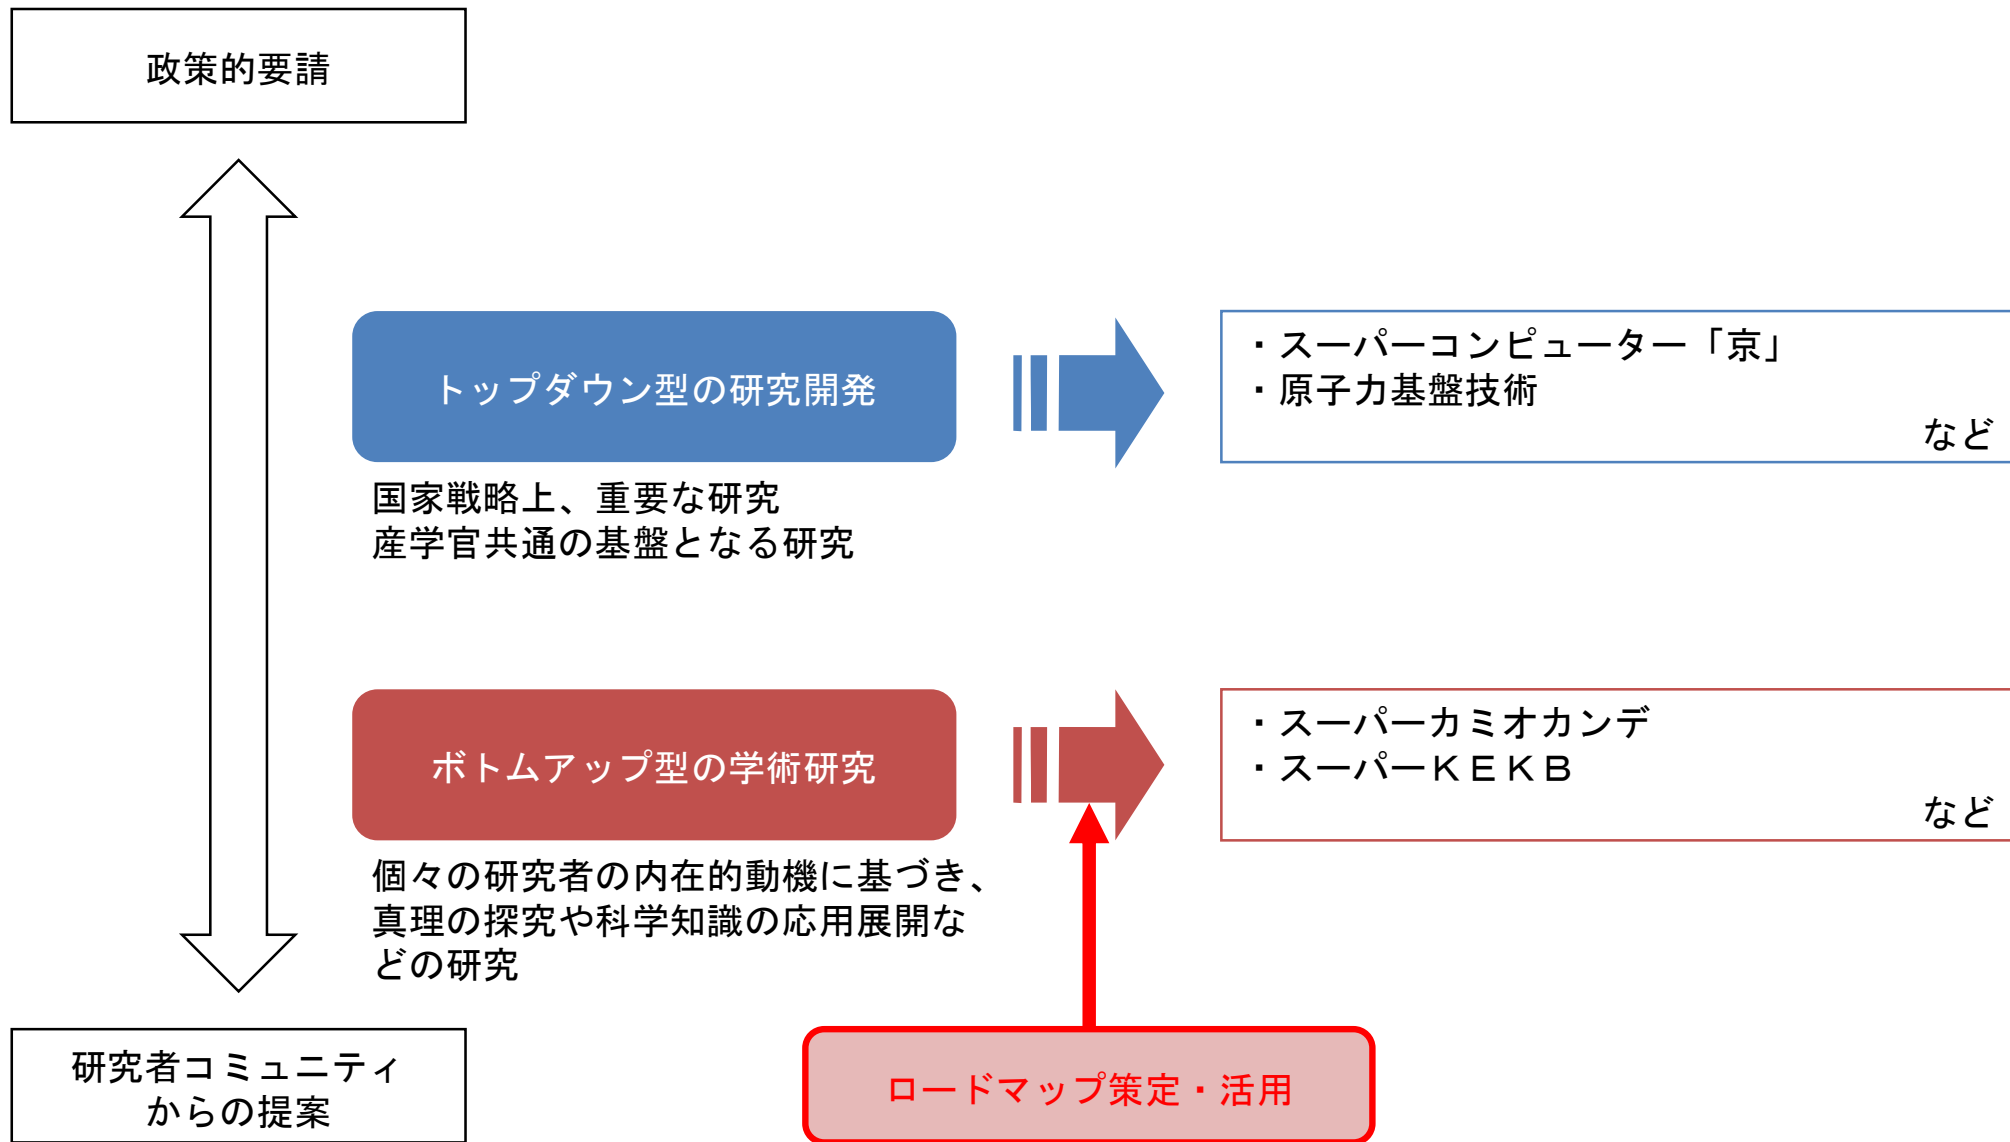 政策的要請
トップダウン型の研究開発
・スーパーコンピューター「京」
・原子力基盤技術
など
国家戦略上、重要な研究
産学官共通の基盤となる研究
ボトムアップ型の学術研究
・スーパーカミオカンデ
・スーパーＫＥＫＢ
など
個々の研究者の内在的動機に基づき、
真理の探究や科学知識の応用展開な
どの研究
研究者コミュニティ
からの提案
ロードマップ策定・活用